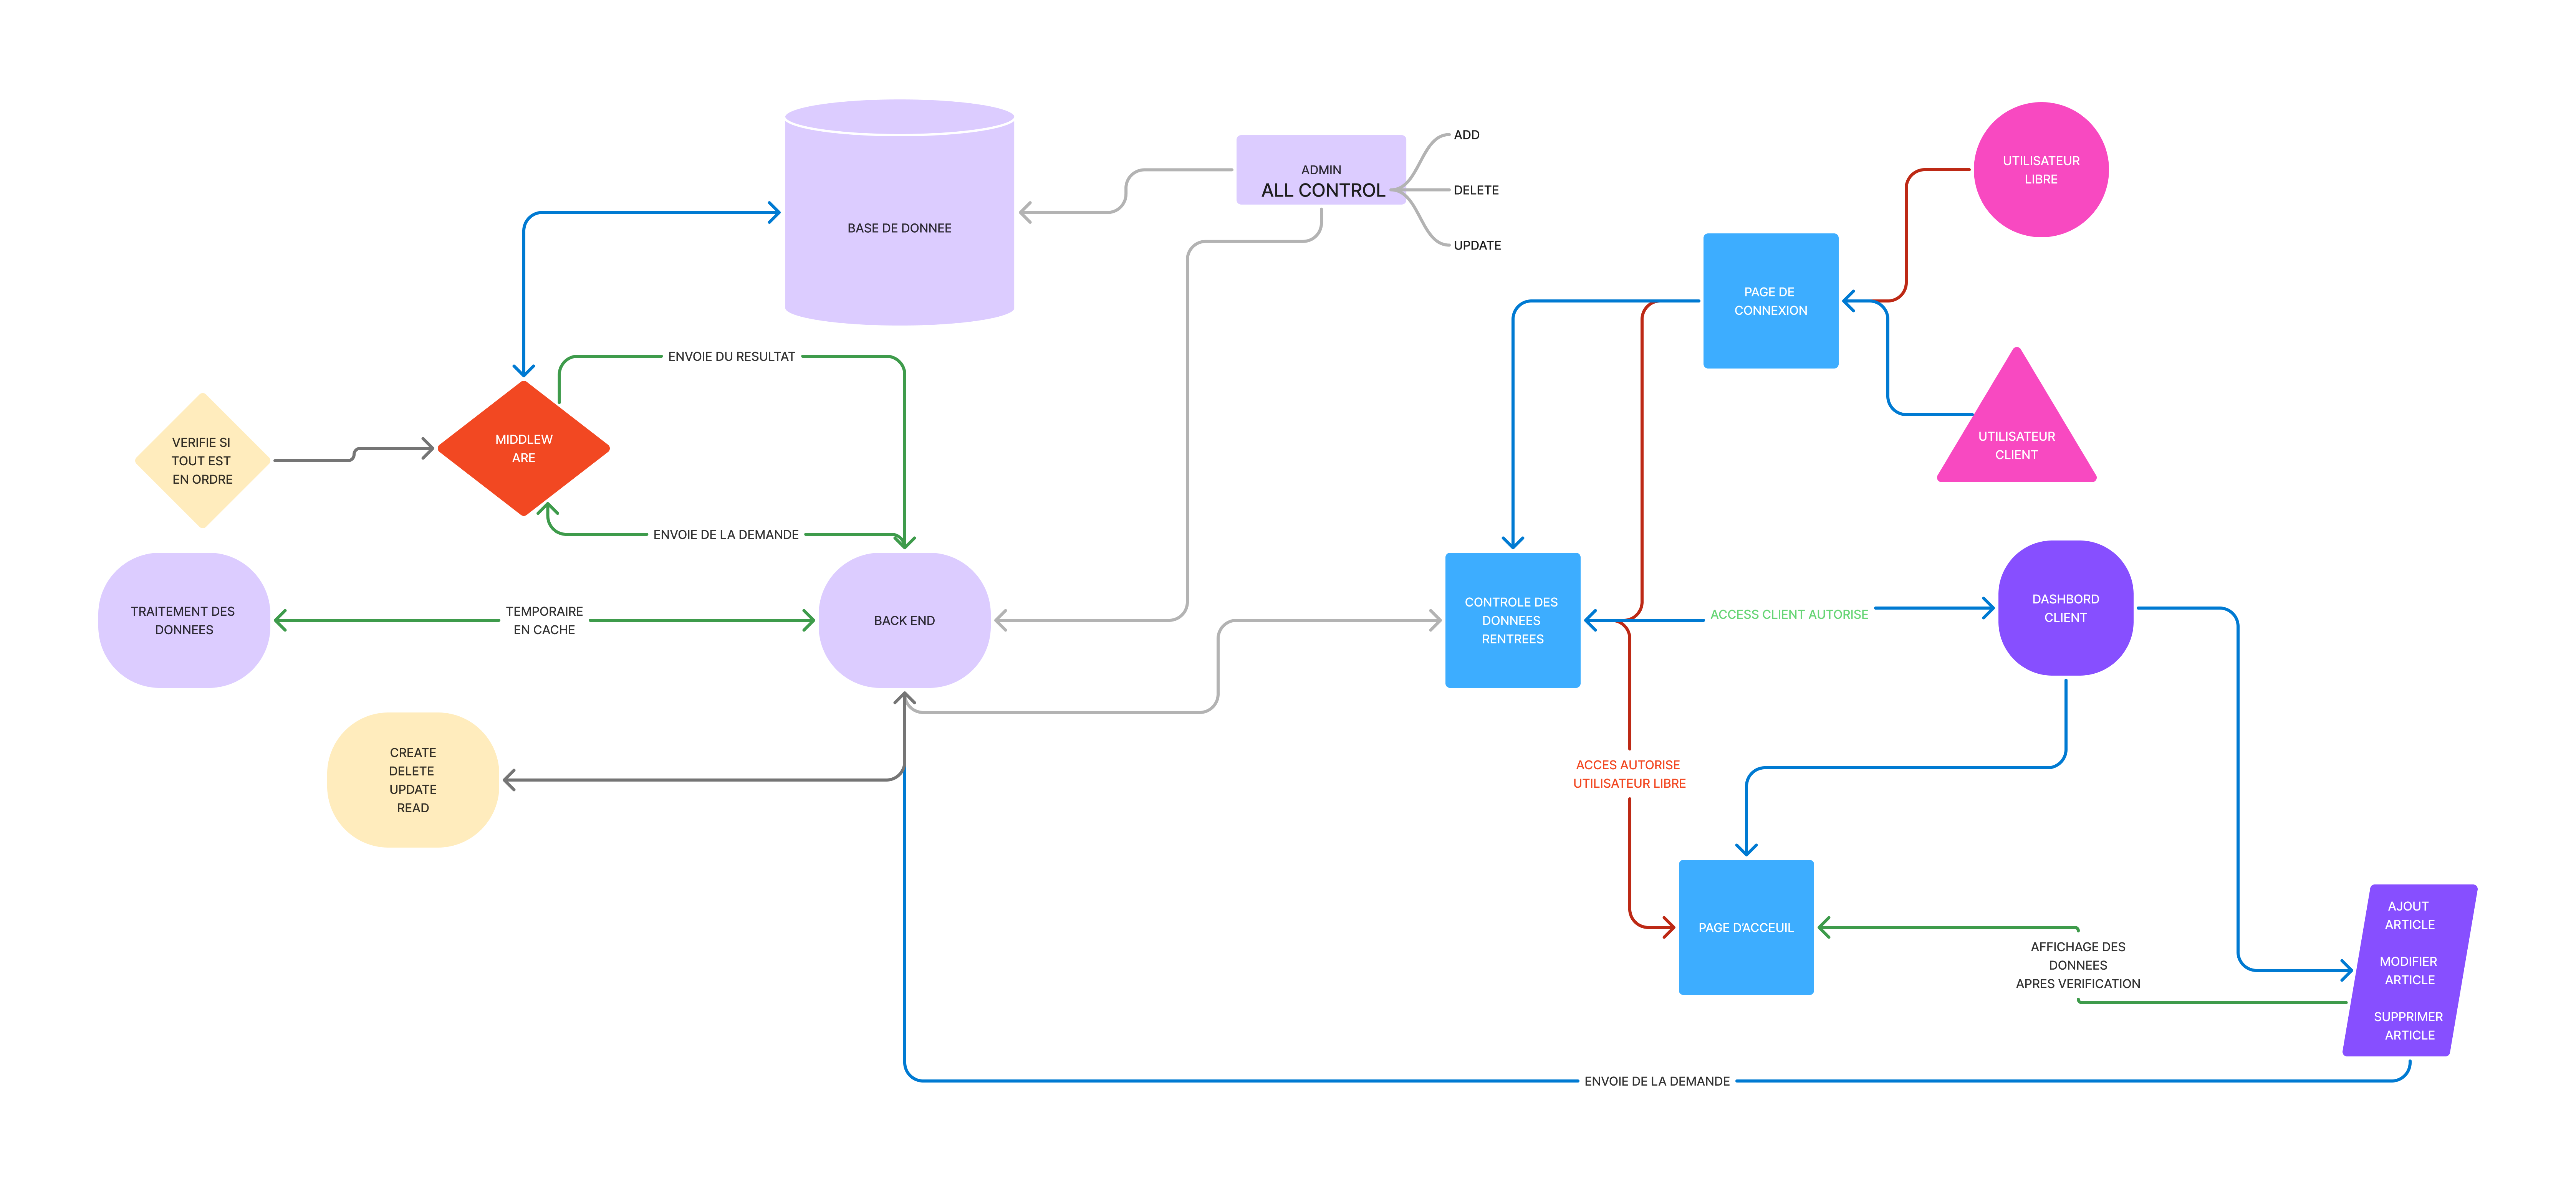 BASE DE DONNEE
ADMIN
ALL CONTROL
ADD
DELETE
UPDATE
UTILISATEUR
LIBRE
PAGE DE
CONNEXION
UTILISATEUR
CLIENT
ENVOIE DU RESULTAT
VERIFIE SI
TOUT EST
EN ORDRE
MIDDLEW
ARE
ENVOIE DE LA DEMANDE
TRAITEMENT DES
DONNEES
TEMPORAIRE
EN CACHE
BACK END
CONTROLE DES
DONNEES
RENTREES
ACCESS CLIENT AUTORISE
DASHBORD
CLIENT
CREATE
DELETE
UPDATE
READ
ACCES AUTORISE
UTILISATEUR LIBRE
PAGE D'ACCEUIL
AFFICHAGE DES
DONNEES
APRES VERIFICATION
AJOUT
ARTICLE
MODIFIER
ARTICLE
SUPPRIMER
ARTICLE
ENVOIE DE LA DEMANDE